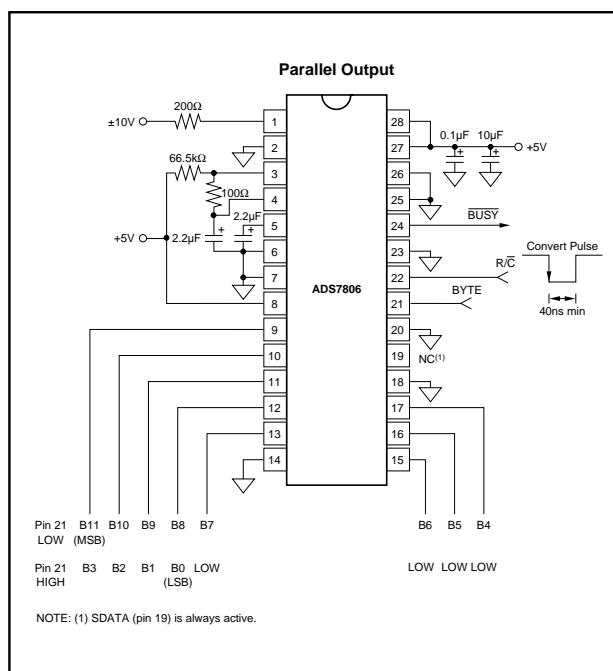 Parallel Output
±10V
200Ω
66.5kΩ
100Ω
2.2µF
2.2µF
+5V
1
2
3
4
5
6
7
8
9
10
11
12
13
14
ADS7806
28
27
26
25
24
23
22
21
20
19
18
17
16
15
0.1µF
10µF
+5V
+
+
+
+
BUSY
R/C
Convert Pulse
40ns min
BYTE
NC(1)
Pin 21 B11 B10 B9 B8 B7 B6 B5 B4
LOW (MSB)
Pin 21 B3 B2 B1 B0 LOW LOW LOW LOW
HIGH (LSB)
NOTE: (1) SDATA (pin 19) is always active.